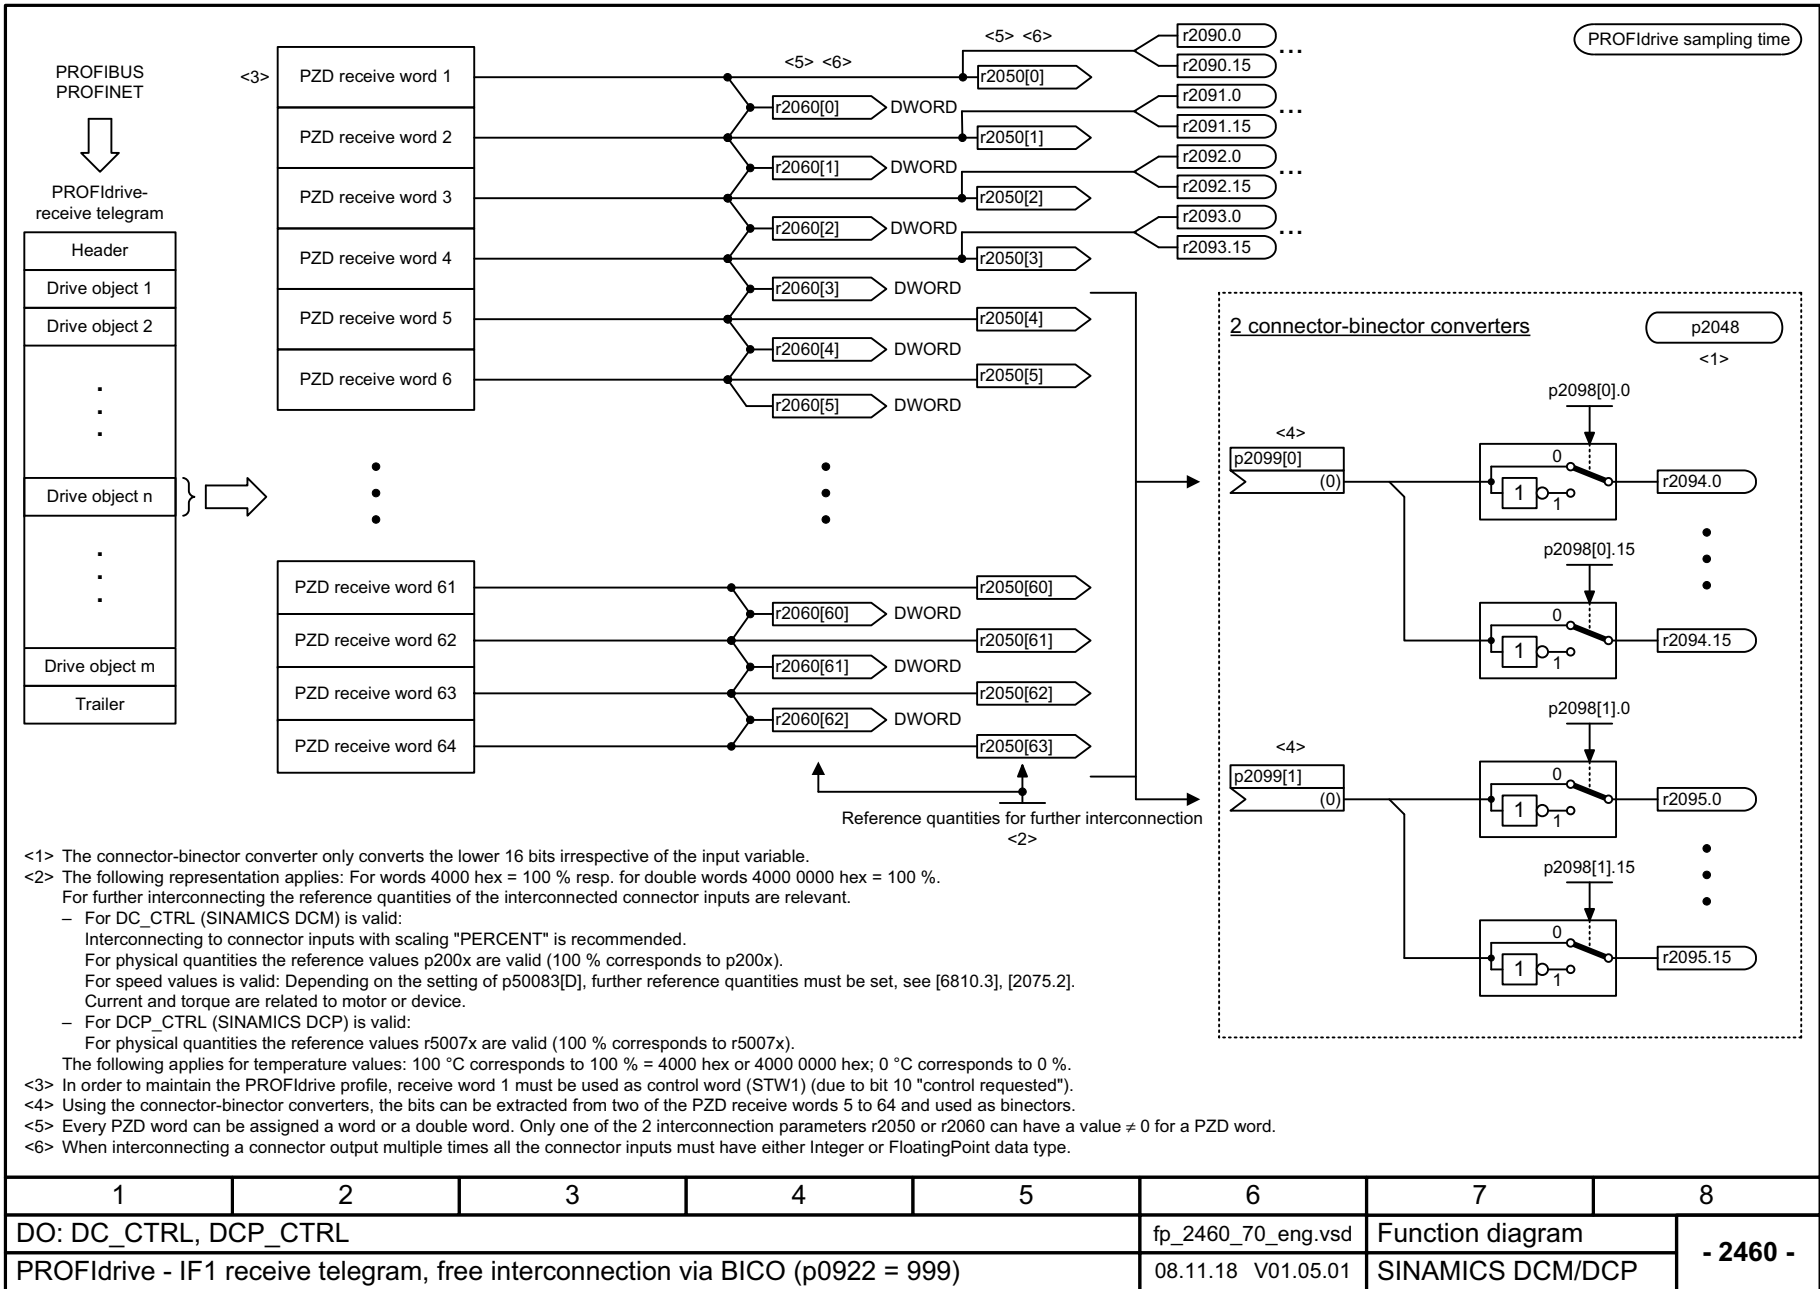 PROFIBUS
PROFINET
PROFIdrive-
receive telegram
Header
Drive object 1
Drive object 2
Drive object n
Drive object m
Trailer
<3>
PZD receive word 1
PZD receive word 2
PZD receive word 3
PZD receive word 4
PZD receive word 5
PZD receive word 6
PZD receive word 61
PZD receive word 62
PZD receive word 63
PZD receive word 64
<5> <6>
r2060[0] DWORD
r2060[1] DWORD
r2060[2] DWORD
r2060[3] DWORD
r2060[4] DWORD
r2060[5] DWORD
r2060[60] DWORD
r2060[61] DWORD
r2060[62] DWORD
<5> <6>
r2050[0]
r2050[1]
r2050[2]
r2050[3]
r2050[4]
r2050[5]
r2050[60]
r2050[61]
r2050[62]
r2050[63]
Reference quantities for further interconnection
<2>
r2090.0
...
r2090.15
r2091.0
...
r2091.15
r2092.0
...
r2092.15
r2093.0
...
r2093.15
PROFIdrive sampling time
2 connector-binector converters
p2048
<1>
<4>
p2099[0]
(0)
p2098[0].0
0
1
1
r2094.0
p2098[0].15
0
1
1
r2094.15
<4>
p2099[1]
(0)
p2098[1].0
0
1
1
r2095.0
p2098[1].15
0
1
1
r2095.15
<1> The connector-binector converter only converts the lower 16 bits irrespective of the input variable.
<2> The following representation applies: For words 4000 hex = 100 % resp. for double words 4000 0000 hex = 100 %.
For further interconnecting the reference quantities of the interconnected connector inputs are relevant.
– For DC_CTRL (SINAMICS DCM) is valid:
Interconnecting to connector inputs with scaling "PERCENT" is recommended.
For physical quantities the reference values p200x are valid (100 % corresponds to p200x).
For speed values is valid: Depending on the setting of p50083[D], further reference quantities must be set, see [6810.3], [2075.2].
Current and torque are related to motor or device.
– For DCP_CTRL (SINAMICS DCP) is valid:
For physical quantities the reference values r5007x are valid (100 % corresponds to r5007x).
The following applies for temperature values: 100 °C corresponds to 100 % = 4000 hex or 4000 0000 hex; 0 °C corresponds to 0 %.
<3> In order to maintain the PROFIdrive profile, receive word 1 must be used as control word (STW1) (due to bit 10 "control requested").
<4> Using the connector-binector converters, the bits can be extracted from two of the PZD receive words 5 to 64 and used as binectors.
<5> Every PZD word can be assigned a word or a double word. Only one of the 2 interconnection parameters r2050 or r2060 can have a value ≠ 0 for a PZD word.
<6> When interconnecting a connector output multiple times all the connector inputs must have either Integer or FloatingPoint data type.
1 2 3 4 5 6 7 8
DO: DC_CTRL, DCP_CTRL
fp_2460_70_eng.vsd
Function diagram
- 2460 -
PROFIdrive - IF1 receive telegram, free interconnection via BICO (p0922 = 999)
08.11.18 V01.05.01
SINAMICS DCM/DCP